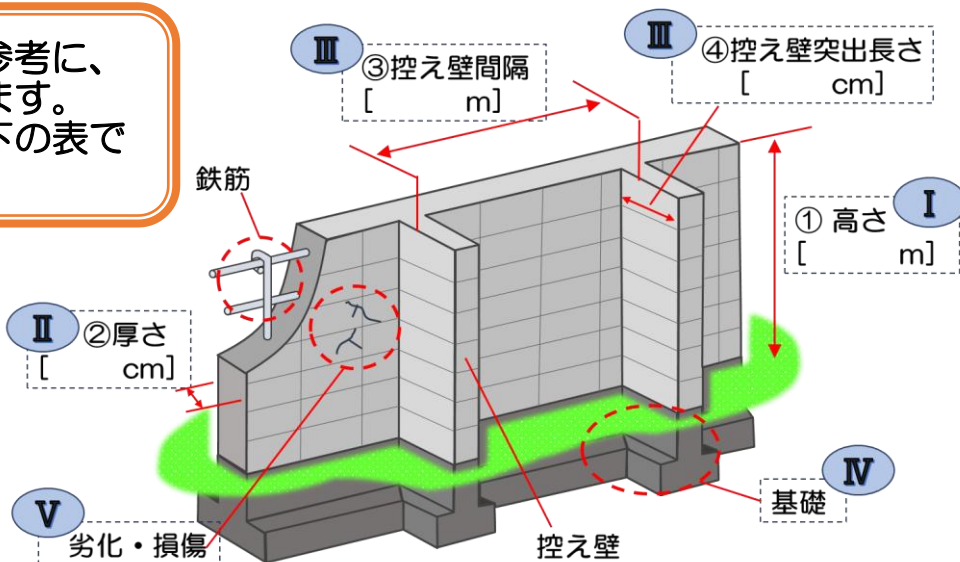 参考に、
ます。
下の表で
Ⅲ
③控え壁間隔
[ m]
Ⅲ
④控え壁突出長さ
[ cm]
鉄筋
Ⅰ
① 高さ
[ m]
Ⅱ
②厚さ
[ cm]
Ⅳ
基礎
Ⅴ
劣化・損傷
控え壁